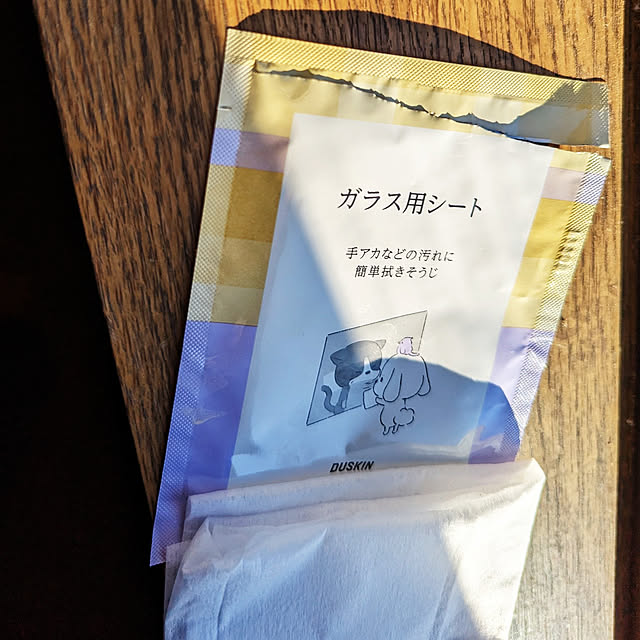 ガラス用シート
手アカなどの汚れに
簡単拭きそうじ
DUSKIN